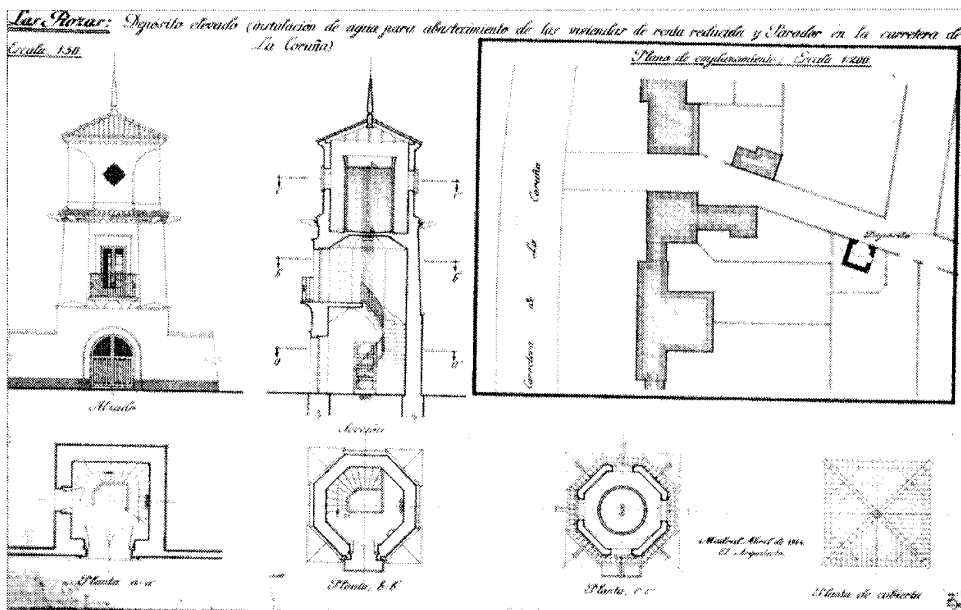 Las Rozas: Depósito elevado (instalación de agua para abastecimiento de las viviendas de renta reducida y Parador en la carretera de
La Coruña)
Escala 1:50.
Plano de emplazamiento. Escala 1:200
Carretera de La Coruña
Depósito
c
c'
b
b'
a
a'
Alzado
Sección
Planta a-a'
Planta, b-b'
Planta, c-c'
Madrid Abril de 1944.
El Arquitecto.
Planta de cubierta